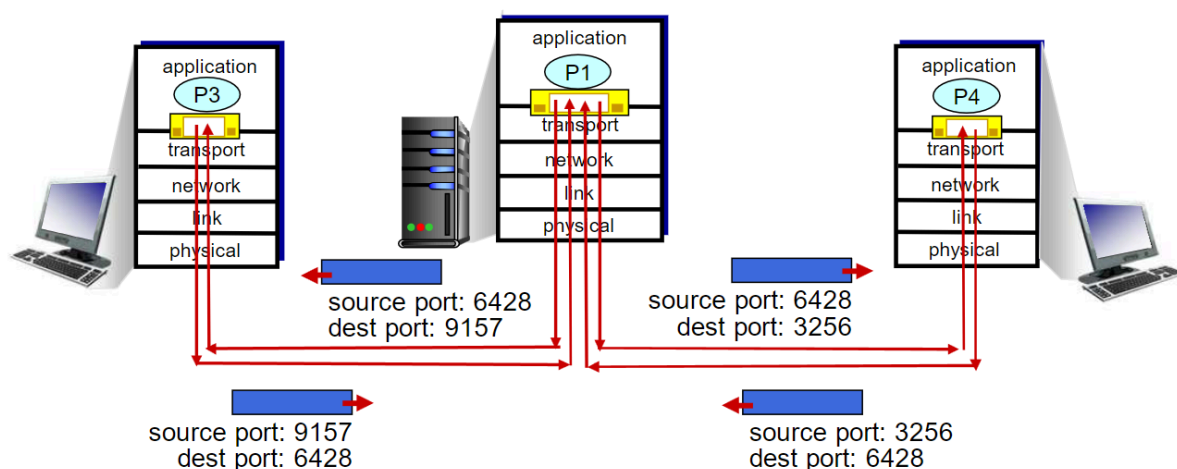 application
P3
transport
network
link
physical
application
P1
transport
network
link
physical
application
P4
transport
network
link
physical
source port: 6428
dest port: 9157
source port: 6428
dest port: 3256
source port: 9157
dest port: 6428
source port: 3256
dest port: 6428